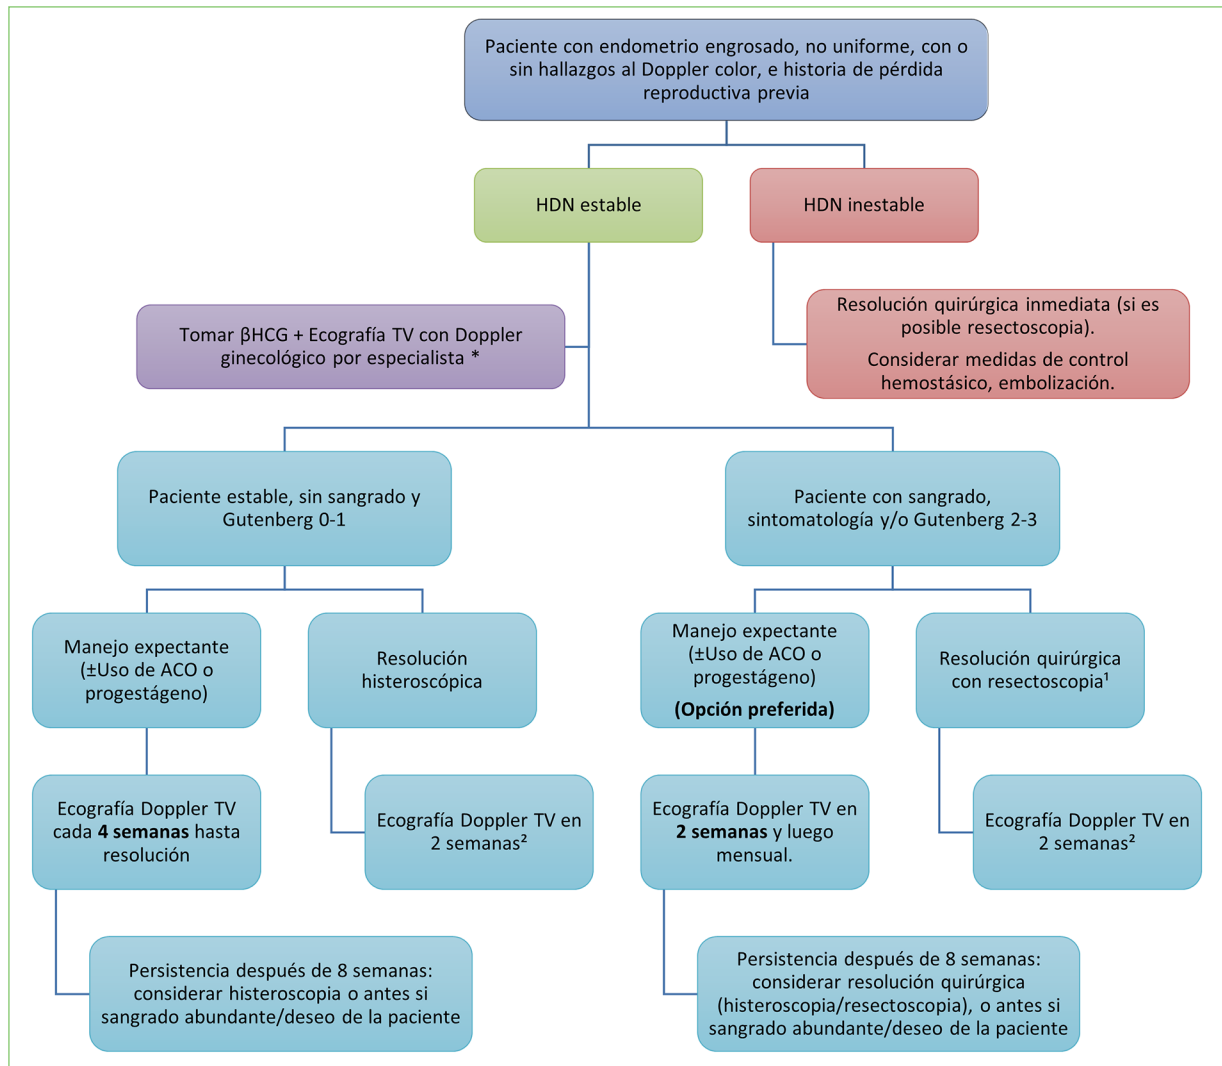 Paciente con endometrio engrosado, no uniforme, con o
sin hallazgos al Doppler color, e historia de pérdida
reproductiva previa
HDN estable
HDN inestable
Tomar βHCG + Ecografía TV con Doppler
ginecológico por especialista *
Resolución quirúrgica inmediata (si es
posible resectoscopia).
Considerar medidas de control
hemostásico, embolización.
Paciente estable, sin sangrado y
Gutenberg 0-1
Paciente con sangrado,
sintomatología y/o Gutenberg 2-3
Manejo expectante
(±Uso de ACO o
progestágeno)
Resolución
histeroscópica
Manejo expectante
(±Uso de ACO o
progestágeno)
(Opción preferida)
Resolución quirúrgica
con resectoscopia¹
Ecografía Doppler TV
cada 4 semanas hasta
resolución
Ecografía Doppler TV en
2 semanas²
Ecografía Doppler TV en
2 semanas y luego
mensual.
Ecografía Doppler TV en
2 semanas²
Persistencia después de 8 semanas:
considerar histeroscopia o antes si
sangrado abundante/deseo de la paciente
Persistencia después de 8 semanas:
considerar resolución quirúrgica
(histeroscopia/resectoscopia), o antes si
sangrado abundante/deseo de la paciente